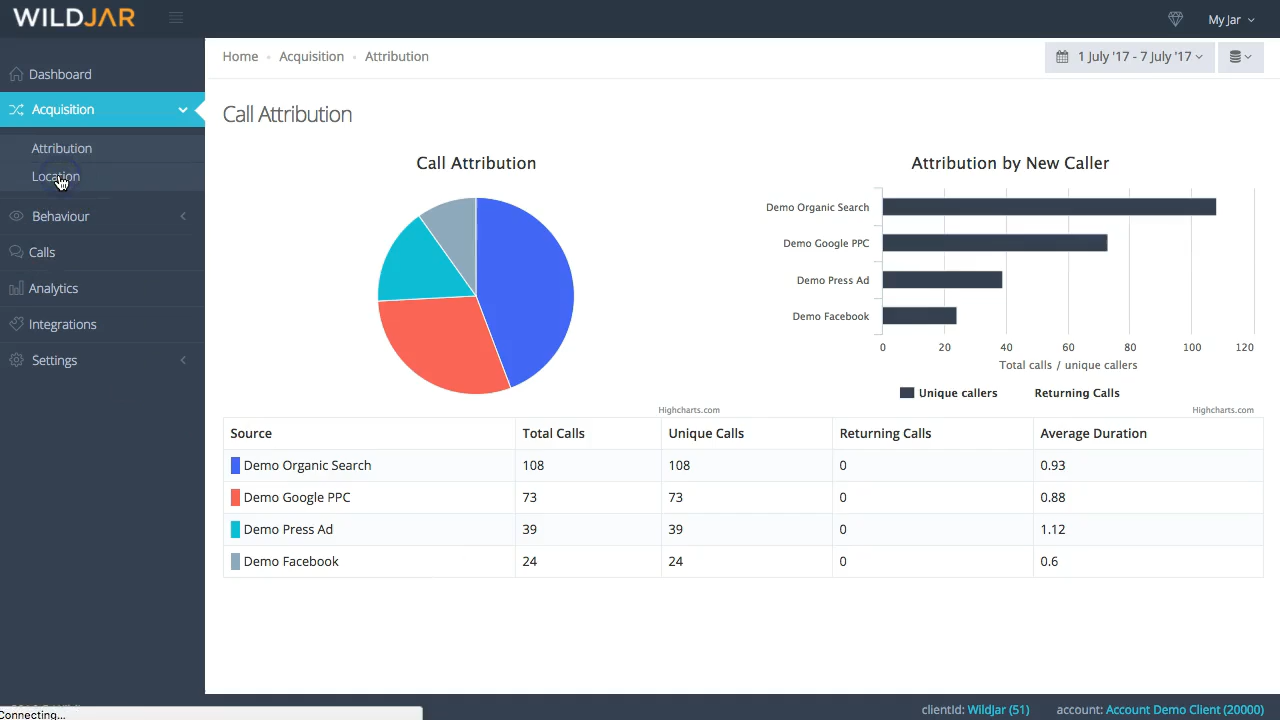 WILDJAR
My Jar
Dashboard
Acquisition
Attribution
Location
Behaviour
Calls
Analytics
Integrations
Settings
Home • Acquisition • Attribution
1 July '17 - 7 July '17
Call Attribution
Call Attribution
Highcharts.com
Attribution by New Caller
Demo Organic Search
Demo Google PPC
Demo Press Ad
Demo Facebook
0 20 40 60 80 100 120
Total calls / unique callers
Unique callers Returning Calls
Highcharts.com
Source Total Calls Unique Calls Returning Calls Average Duration
Demo Organic Search 108 108 0 0.93
Demo Google PPC 73 73 0 0.88
Demo Press Ad 39 39 0 1.12
Demo Facebook 24 24 0 0.6
Connecting...
clientId: Wildjar (51) account: Account Demo Client (20000)